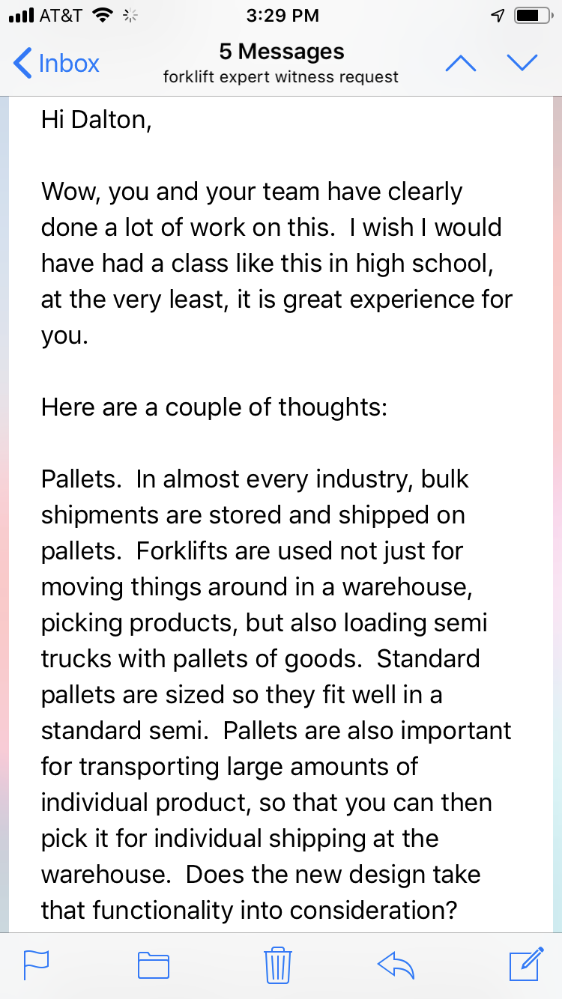 AT&T 3:29 PM
Inbox
5 Messages
forklift expert witness request
Hi Dalton,
Wow, you and your team have clearly
done a lot of work on this.  I wish I would
have had a class like this in high school,
at the very least, it is great experience for
you.
Here are a couple of thoughts:
Pallets.  In almost every industry, bulk
shipments are stored and shipped on
pallets.  Forklifts are used not just for
moving things around in a warehouse,
picking products, but also loading semi
trucks with pallets of goods.  Standard
pallets are sized so they fit well in a
standard semi.  Pallets are also important
for transporting large amounts of
individual product, so that you can then
pick it for individual shipping at the
warehouse.  Does the new design take
that functionality into consideration?